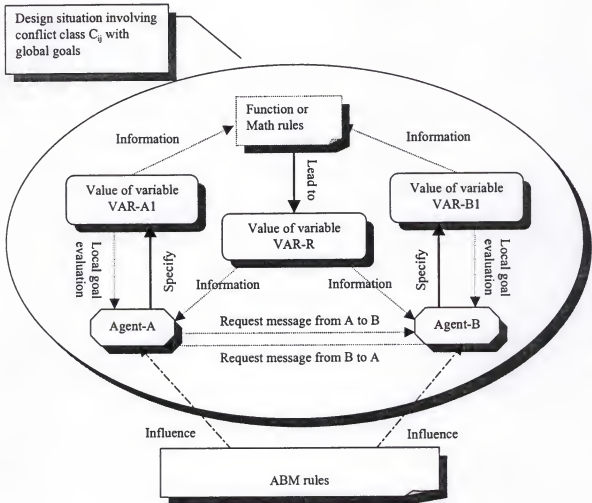 Design situation involving
conflict class Cij with
global goals
Function or
Math rules
Information
Information
Lead to
Value of variable
VAR-A1
Value of variable
VAR-B1
Value of variable
VAR-R
Local goal
evaluation
Specify
Information
Information
Specify
Local goal
evaluation
Agent-A
Request message from A to B
Agent-B
Request message from B to A
Influence
Influence
ABM rules